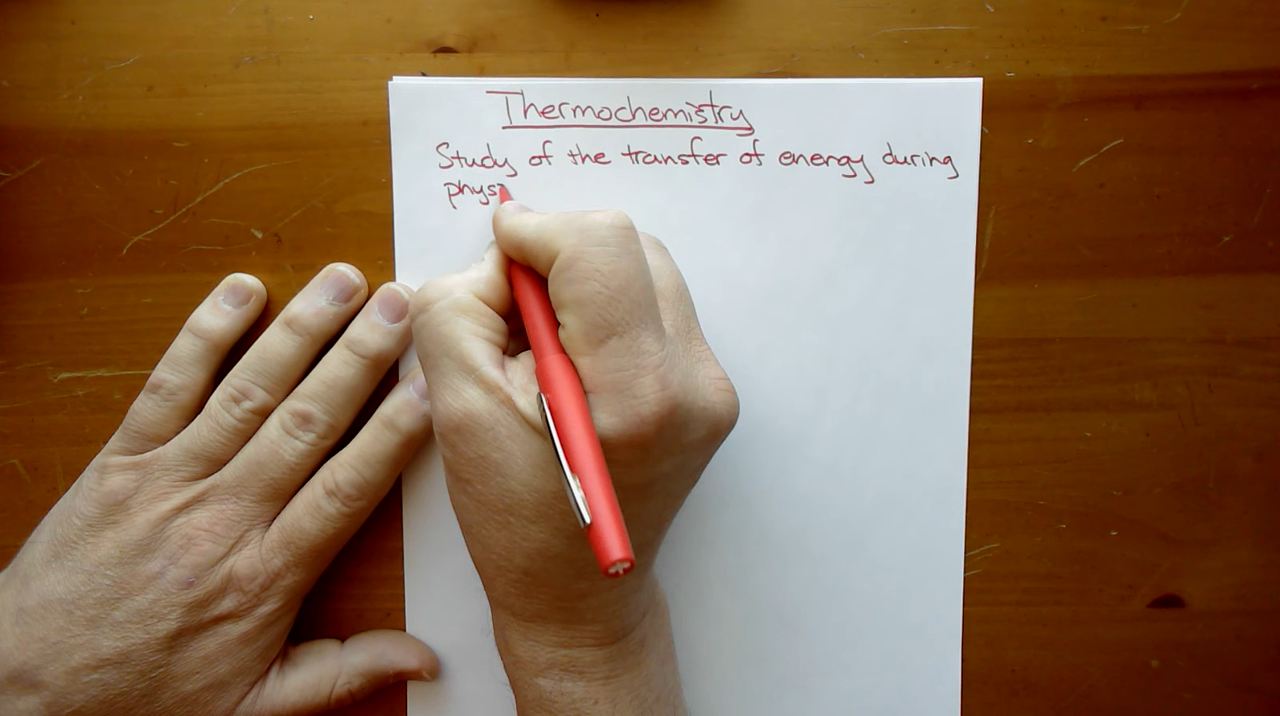 Thermochemistry
Study of the transfer of energy during
phys